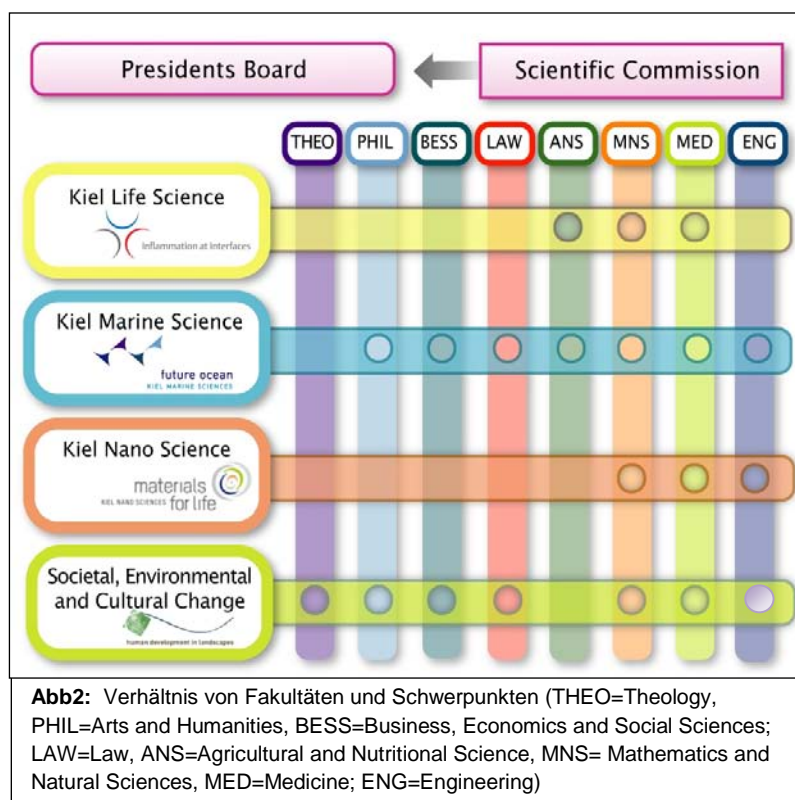 Presidents Board
Scientific Commission
THEO PHIL BESS LAW ANS MNS MED ENG
Kiel Life Science
Inflammation at Interfaces
Kiel Marine Science
future ocean
KIEL MARINE SCIENCES
Kiel Nano Science
materials
KIEL NANO SCIENCES for life
Societal, Environmental
and Cultural Change
human development in landscapes
Abb2: Verhältnis von Fakultäten und Schwerpunkten (THEO=Theology,
PHIL=Arts and Humanities, BESS=Business, Economics and Social Sciences;
LAW=Law, ANS=Agricultural and Nutritional Science, MNS= Mathematics and
Natural Sciences, MED=Medicine; ENG=Engineering)